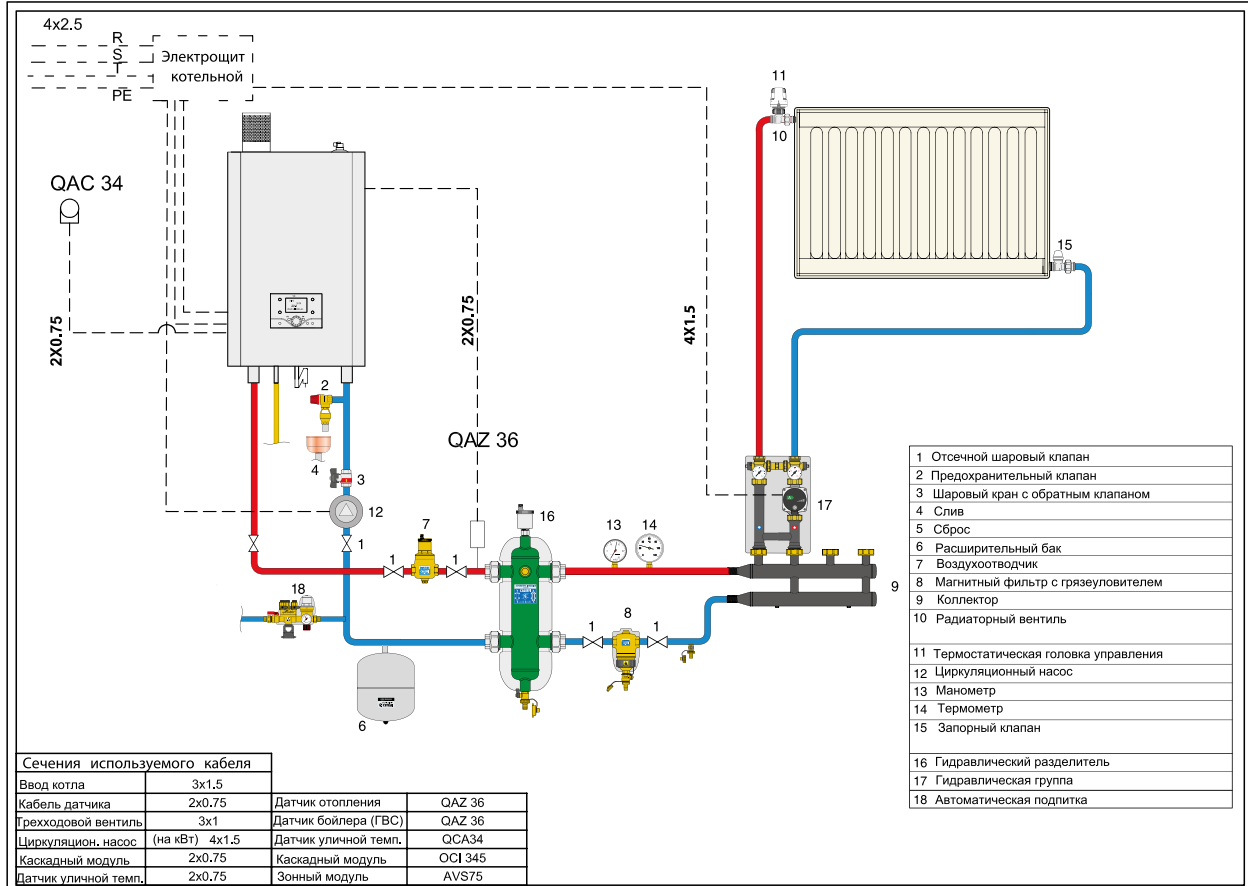 4x2.5
R
S
T
PE
Электрощит
котельной
QAC 34
2X0.75
2X0.75
4X1.5
QAZ 36
11
10
15
2
4
3
12
1
7
1
1
16
13
14
17
9
18
6
8
1
1
1 Отсечной шаровый клапан
2 Предохранительный клапан
3 Шаровый кран с обратным клапаном
4 Слив
5 Сброс
6 Расширительный бак
7 Воздухоотводчик
8 Магнитный фильтр с грязеуловителем
9 Коллектор
10 Радиаторный вентиль
11 Термостатическая головка управления
12 Циркуляционный насос
13 Манометр
14 Термометр
15 Запорный клапан
16 Гидравлический разделитель
17 Гидравлическая группа
18 Автоматическая подпитка
Сечения используемого кабеля
Ввод котла 3x1.5
Кабель датчика 2x0.75 Датчик отопления QAZ 36
Трехходовой вентиль 3x1 Датчик бойлера (ГВС) QAZ 36
Циркуляцион. насос (на кВт) 4x1.5 Датчик уличной темп. QCA34
Каскадный модуль 2x0.75 Каскадный модуль OCI 345
Датчик уличной темп. 2x0.75 Зонный модуль AVS75